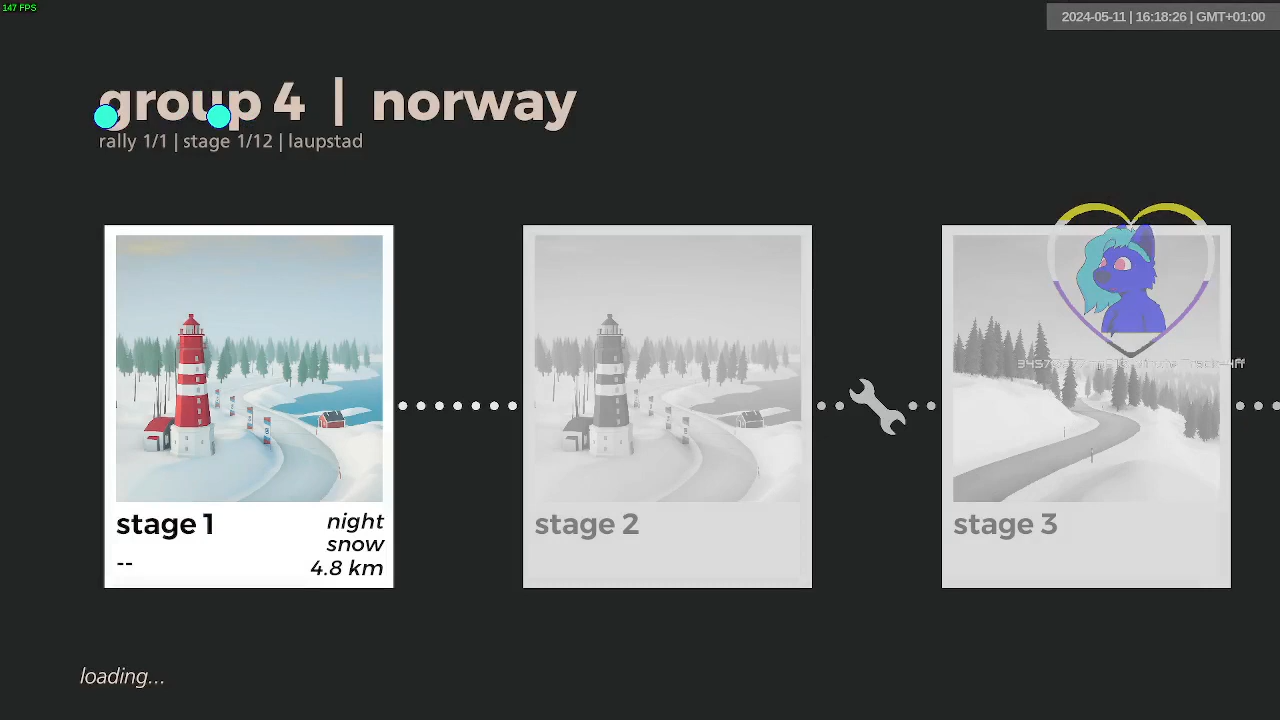 147 FPS
2024-05-11 | 16:18:26 | GMT+01:00
group 4 | norway
rally 1/1 | stage 1/12 | laupstad
stage 1
night
snow
--
4.8 km
stage 2
stage 3
loading...